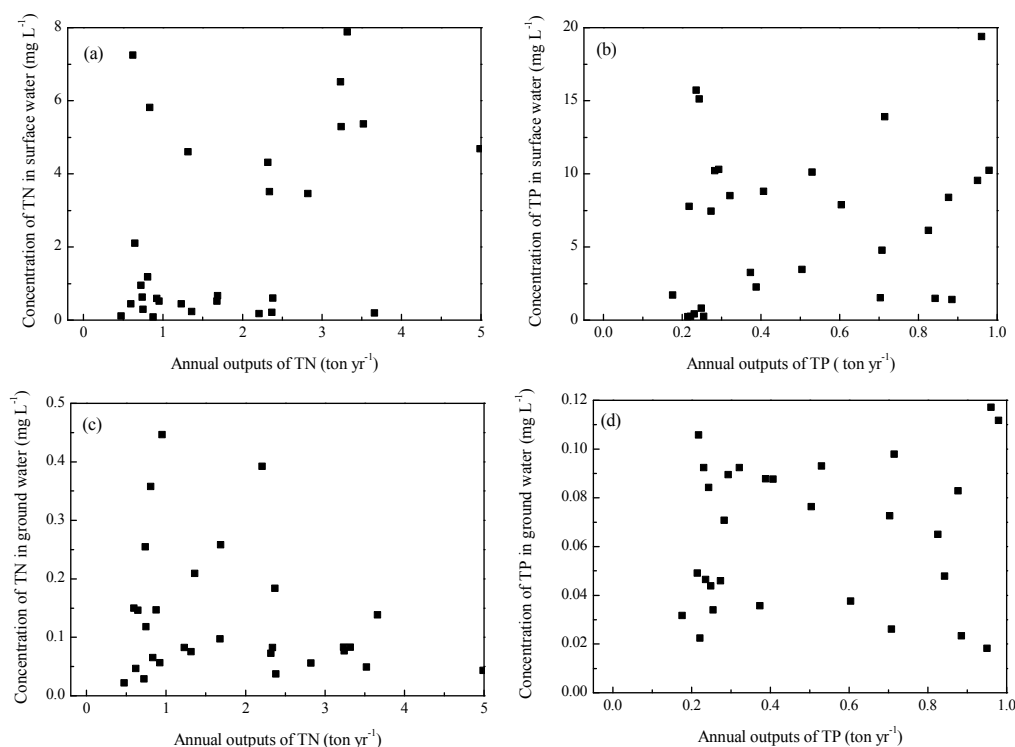 (a)
Concentration of TN in surface water (mg L⁻¹)
8
6
4
2
0
0 1 2 3 4 5
Annual outputs of TN (ton yr⁻¹)
(b)
Concentration of TP in surface water (mg L⁻¹)
20
15
10
5
0
0.0 0.2 0.4 0.6 0.8 1.0
Annual outputs of TP ( ton yr⁻¹)
(c)
Concentration of TN in ground water (mg L⁻¹)
0.5
0.4
0.3
0.2
0.1
0.0
0 1 2 3 4 5
Annual outputs of TN (ton yr⁻¹)
(d)
Concentration of TP in ground water (mg L⁻¹)
0.12
0.10
0.08
0.06
0.04
0.02
0.00
0.0 0.2 0.4 0.6 0.8 1.0
Annual outputs of TP (ton yr⁻¹)